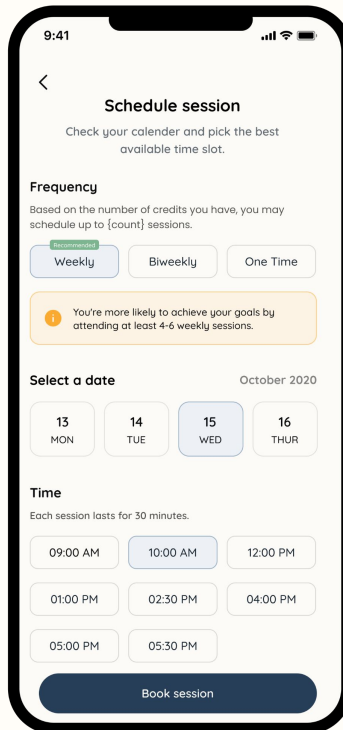 9:41
Schedule session
Check your calender and pick the best
available time slot.
Frequency
Based on the number of credits you have, you may
schedule up to {count} sessions.
Recommended
Weekly Biweekly One Time
You're more likely to achieve your goals by
attending at least 4-6 weekly sessions.
Select a date October 2020
13 14 15 16
MON TUE WED THUR
Time
Each session lasts for 30 minutes.
09:00 AM 10:00 AM 12:00 PM
01:00 PM 02:30 PM 04:00 PM
05:00 PM 05:30 PM
Book session